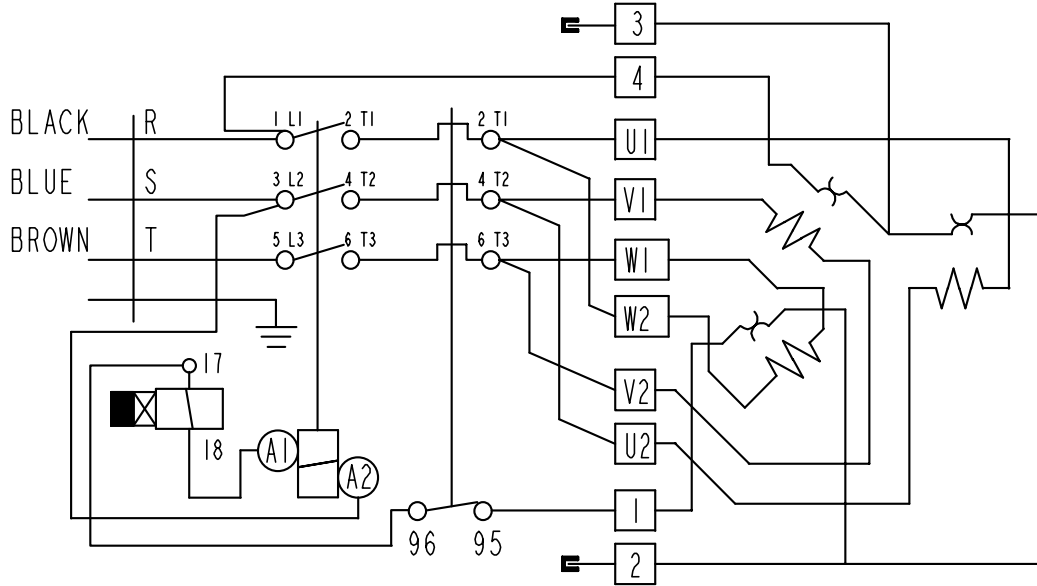 3
4
BLACK R 1 L1 2 T1 2 T1 U1
BLUE S 3 L2 4 T2 4 T2 V1
BROWN T 5 L3 6 T3 6 T3 W1
W2
17
V2
18 A1 U2
A2
1
96 95
2